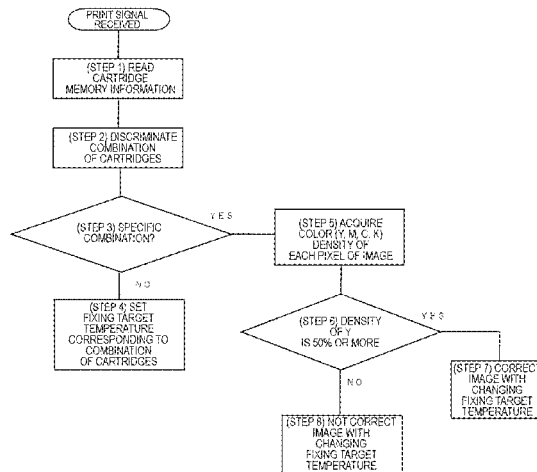 PRINT SIGNAL
RECEIVED
(STEP 1) READ
CARTRIDGE
MEMORY INFORMATION
(STEP 2) DISCRIMINATE
COMBINATION
OF CARTRIDGES
(STEP 3) SPECIFIC
COMBINATION?
YES
NO
(STEP 4) SET
FIXING TARGET
TEMPERATURE
CORRESPONDING TO
COMBINATION
OF CARTRIDGES
(STEP 5) ACQUIRE
COLOR (Y, M, C, K)
DENSITY OF
EACH PIXEL OF IMAGE
(STEP 6) DENSITY
OF Y
IS 50% OR MORE
YES
NO
(STEP 7) CORRECT
IMAGE WITH
CHANGING
FIXING TARGET
TEMPERATURE
(STEP 8) NOT CORRECT
IMAGE WITH
CHANGING
FIXING TARGET
TEMPERATURE